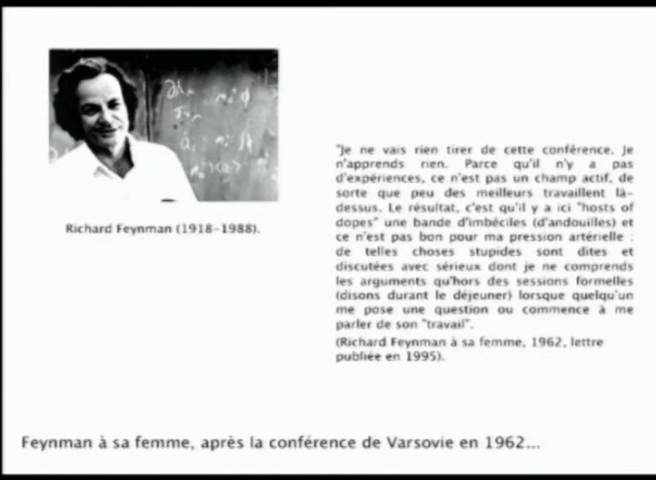 "Je ne vais rien tirer de cette conférence. Je
n'apprends rien. Parce qu'il n'y a pas
d'expériences, ce n'est pas un champ actif, de
sorte que peu des meilleurs travaillent là-
dessus. Le résultat, c'est qu'il y a ici "hosts of
dopes" une bande d'imbéciles (d'andouilles) et
ce n'est pas bon pour ma pression artérielle :
de telles choses stupides sont dites et
discutées avec sérieux dont je ne comprends
les arguments qu'hors des sessions formelles
(disons durant le déjeuner) lorsque quelqu'un
me pose une question ou commence à me
parler de son "travail".
(Richard Feynman à sa femme, 1962, lettre
publiée en 1995).
Richard Feynman (1918-1988).
Feynman à sa femme, après la conférence de Varsovie en 1962...